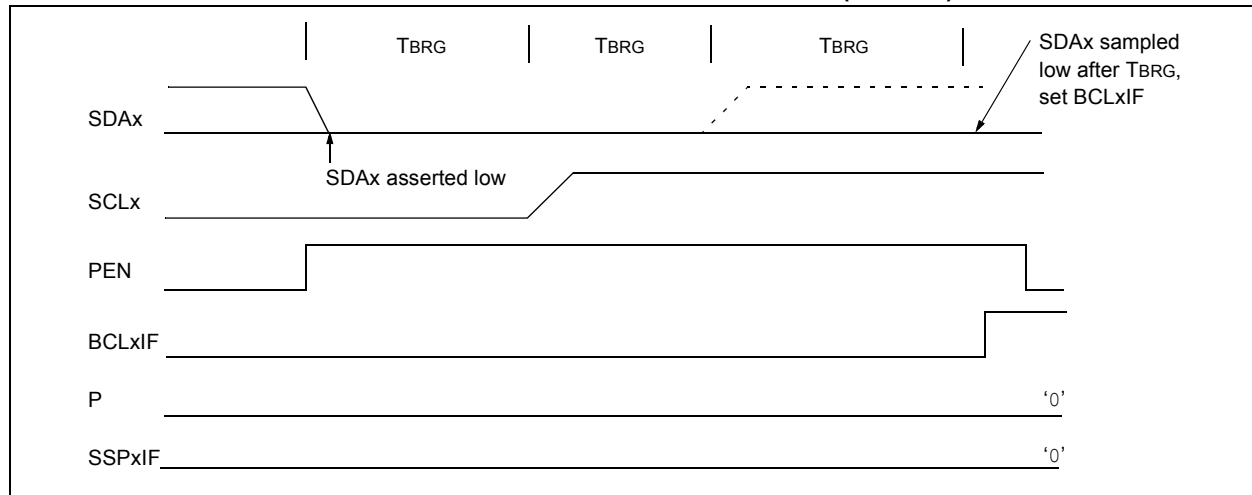 TBRG TBRG TBRG
SDAx sampled
low after TBRG,
set BCLxIF
SDAx
SDAx asserted low
SCLx
PEN
BCLxIF
P
‘0’
SSPxIF
‘0’